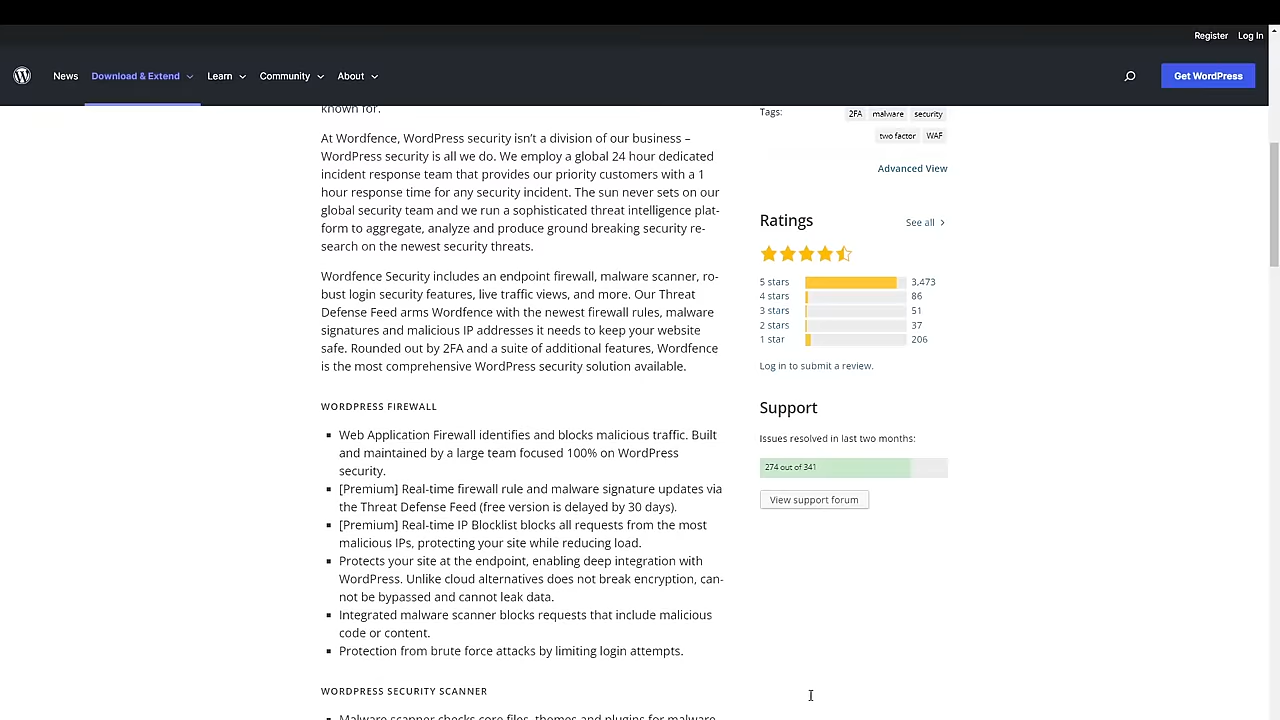 Register Log In
News Download & Extend Learn Community About Get WordPress
known for.
At Wordfence, WordPress security isn’t a division of our business –
WordPress security is all we do. We employ a global 24 hour dedicated
incident response team that provides our priority customers with a 1
hour response time for any security incident. The sun never sets on our
global security team and we run a sophisticated threat intelligence plat-
form to aggregate, analyze and produce ground breaking security re-
search on the newest security threats.
Wordfence Security includes an endpoint firewall, malware scanner, ro-
bust login security features, live traffic views, and more. Our Threat
Defense Feed arms Wordfence with the newest firewall rules, malware
signatures and malicious IP addresses it needs to keep your website
safe. Rounded out by 2FA and a suite of additional features, Wordfence
is the most comprehensive WordPress security solution available.
WORDPRESS FIREWALL
Web Application Firewall identifies and blocks malicious traffic. Built
and maintained by a large team focused 100% on WordPress
security.
[Premium] Real-time firewall rule and malware signature updates via
the Threat Defense Feed (free version is delayed by 30 days).
[Premium] Real-time IP Blocklist blocks all requests from the most
malicious IPs, protecting your site while reducing load.
Protects your site at the endpoint, enabling deep integration with
WordPress. Unlike cloud alternatives does not break encryption, can-
not be bypassed and cannot leak data.
Integrated malware scanner blocks requests that include malicious
code or content.
Protection from brute force attacks by limiting login attempts.
WORDPRESS SECURITY SCANNER
Malware scanner checks core files, themes and plugins for malware,
Tags: 2FA malware security
two factor WAF
Advanced View
Ratings See all
5 stars 3,473
4 stars 86
3 stars 51
2 stars 37
1 star 206
Log in to submit a review.
Support
Issues resolved in last two months:
274 out of 341
View support forum